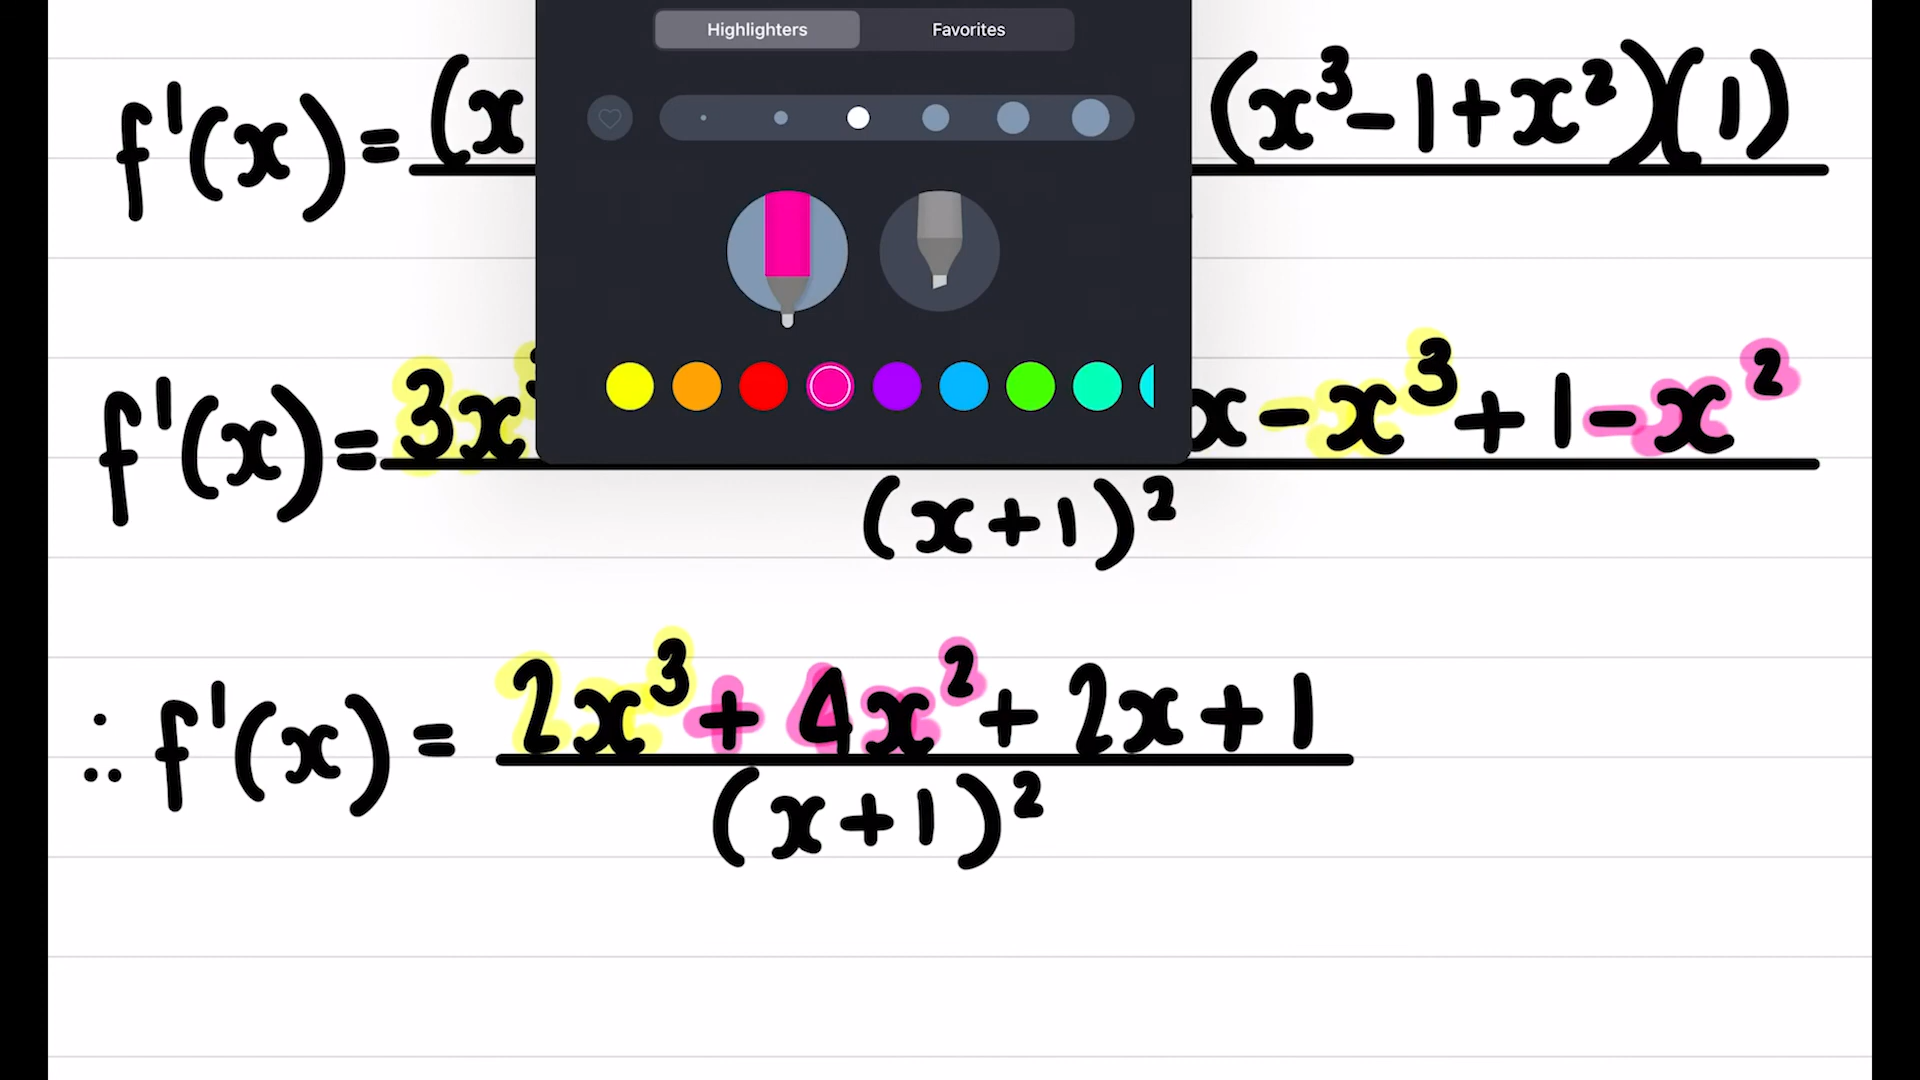 Highlighters Favorites
f'(x) = (x (x³-1+x²)(1)
f'(x) = 3x x-x³+1-x²
(x+1)²
∴ f'(x) = 2x³+4x²+2x+1
(x+1)²